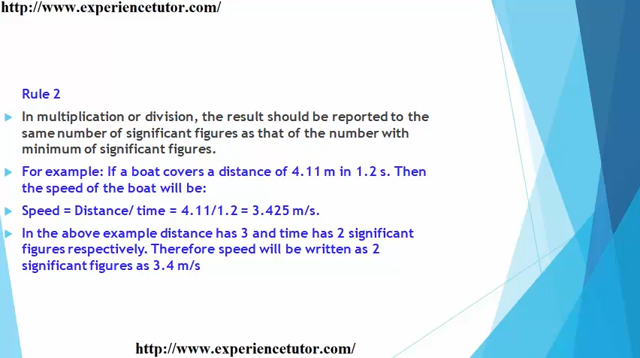 http://www.experiencetutor.com/
Rule 2
In multiplication or division, the result should be reported to the
same number of significant figures as that of the number with
minimum of significant figures.
For example: If a boat covers a distance of 4.11 m in 1.2 s. Then
the speed of the boat will be:
Speed = Distance/ time = 4.11/1.2 = 3.425 m/s.
In the above example distance has 3 and time has 2 significant
figures respectively. Therefore speed will be written as 2
significant figures as 3.4 m/s
http://www.experiencetutor.com/